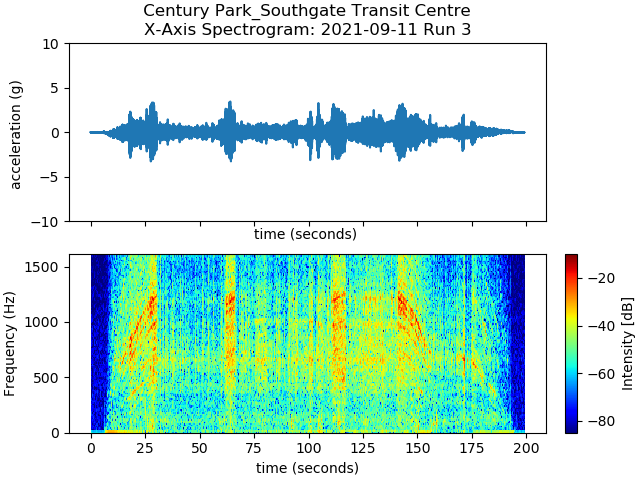 Century Park_Southgate Transit Centre
X-Axis Spectrogram: 2021-09-11 Run 3
10
5
0
−5
−10
acceleration (g)
time (seconds)
1500
1000
500
0
Frequency (Hz)
0 25 50 75 100 125 150 175 200
time (seconds)
−20
−40
−60
−80
Intensity [dB]